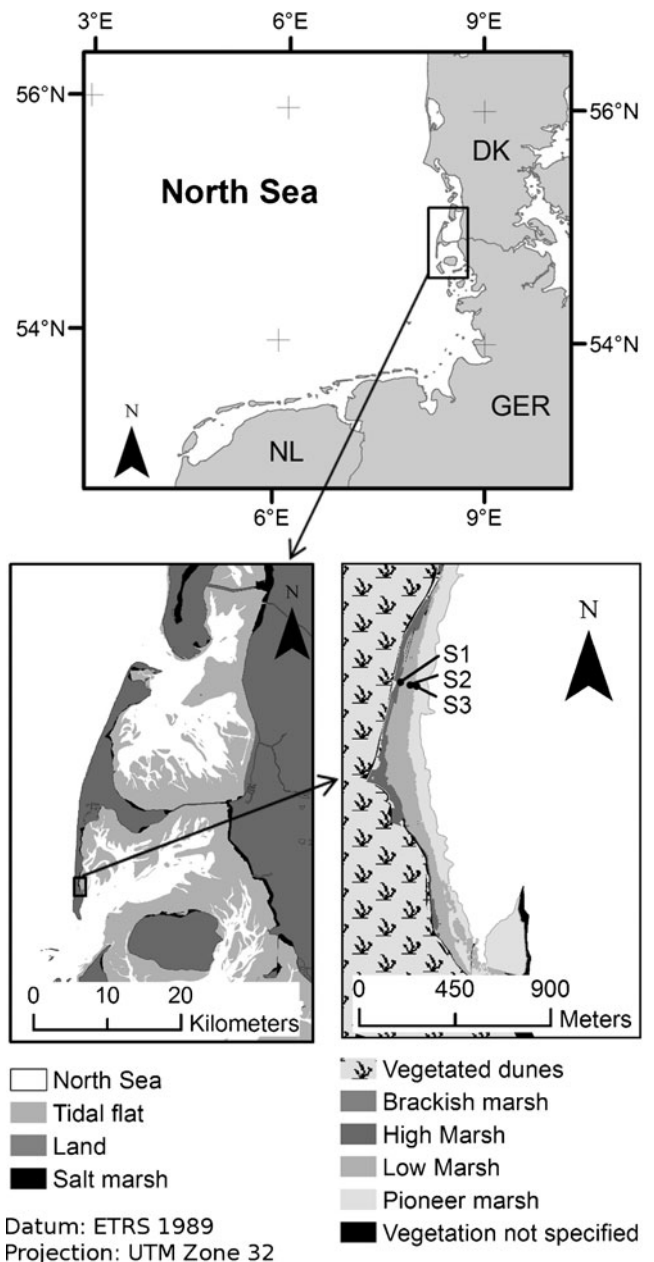 3°E 6°E 9°E
56°N 56°N
DK
North Sea
54°N 54°N
GER
N
NL
6°E 9°E
N
0 10 20
Kilometers
N
S1
S2
S3
0 450 900
Meters
North Sea
Tidal flat
Land
Salt marsh
Datum: ETRS 1989
Projection: UTM Zone 32
Vegetated dunes
Brackish marsh
High Marsh
Low Marsh
Pioneer marsh
Vegetation not specified